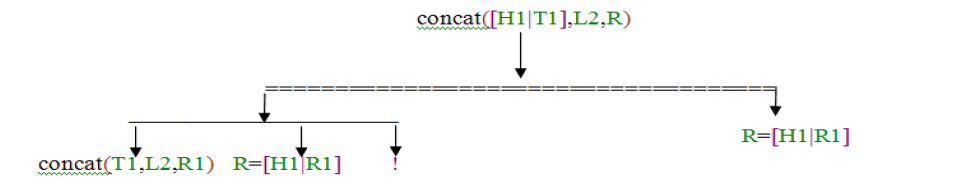 concat([H1|T1],L2,R)
R=[H1|R1]
concat(T1,L2,R1) R=[H1|R1] !